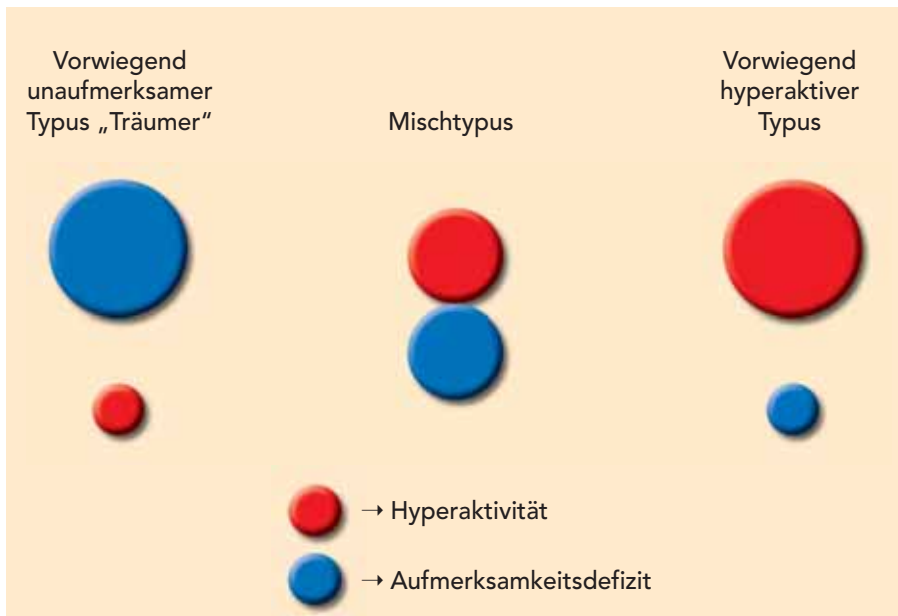 Vorwiegend
unaufmerksamer
Typus „Träumer“
Mischtypus
Vorwiegend
hyperaktiver
Typus
→ Hyperaktivität
→ Aufmerksamkeitsdefizit